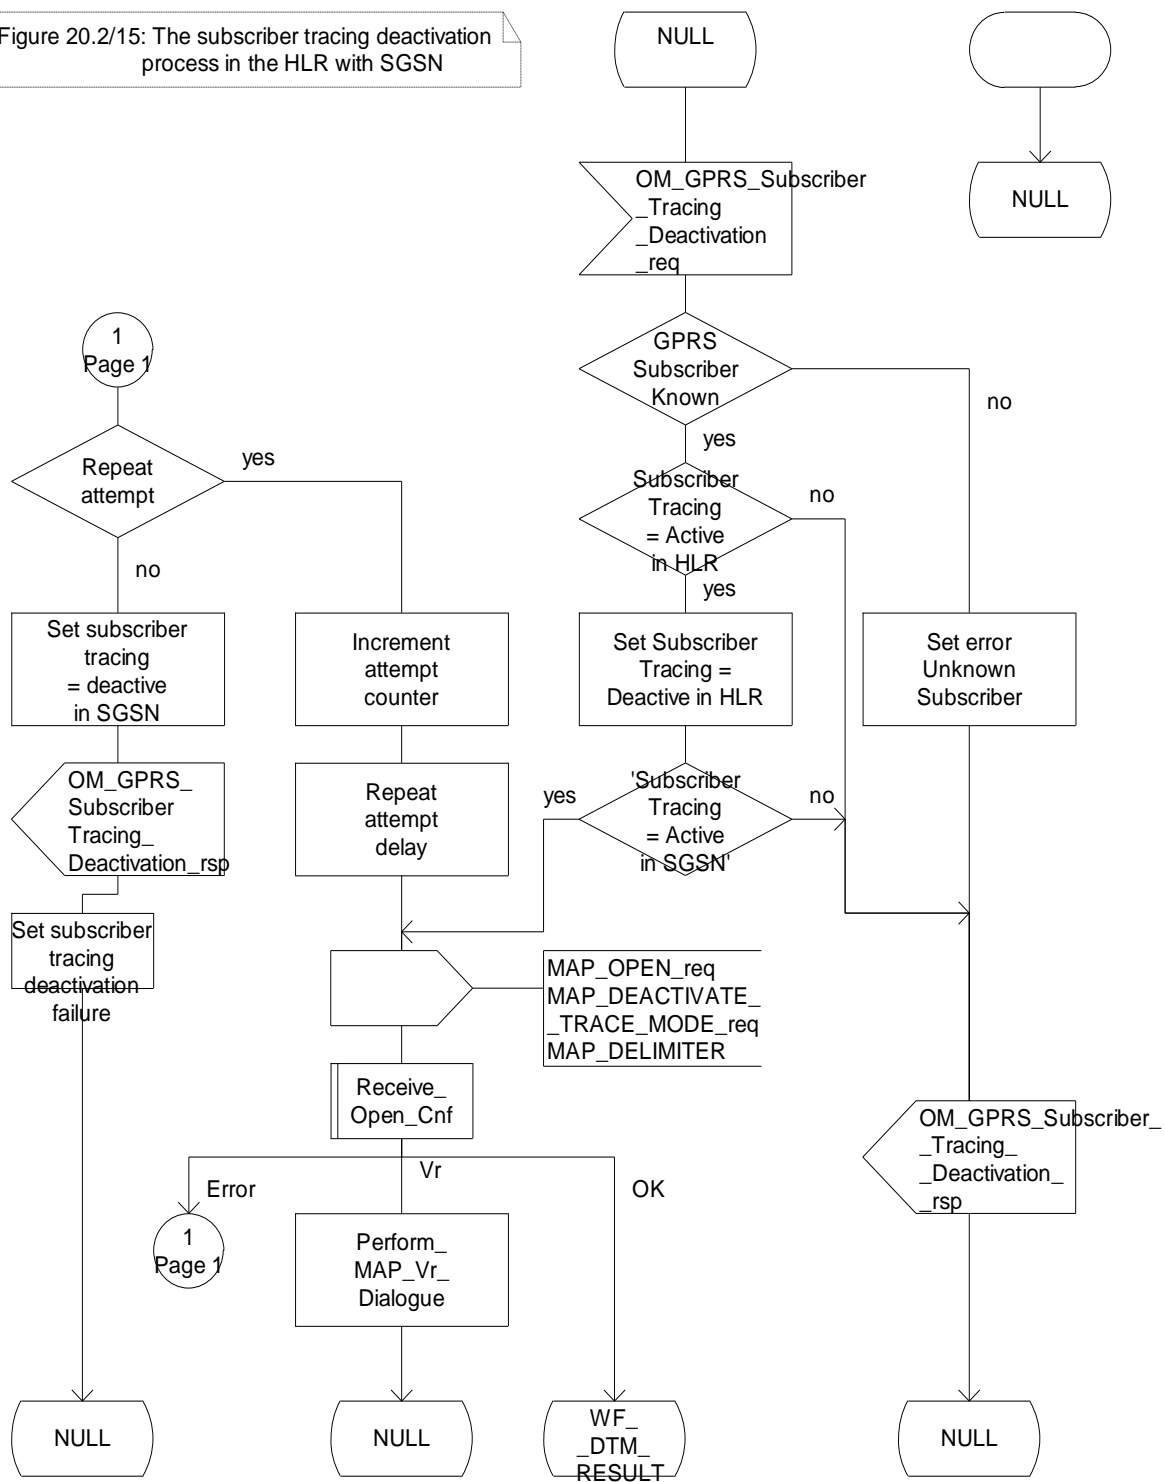 Figure 20.2/15: The subscriber tracing deactivation
process in the HLR with SGSN
NULL
NULL
OM_GPRS_Subscriber
_Tracing
_Deactivation
_req
1
Page 1
GPRS
Subscriber
Known
no
yes
Repeat
attempt
yes
no
Subscriber
Tracing
= Active
in HLR
no
yes
Set subscriber
tracing
= deactive
in SGSN
Increment
attempt
counter
Set Subscriber
Tracing =
Deactive in HLR
Set error
Unknown
Subscriber
OM_GPRS_
Subscriber
Tracing_
Deactivation_rsp
Repeat
attempt
delay
yes
'Subscriber
Tracing
= Active
in SGSN'
no
Set subscriber
tracing
deactivation
failure
MAP_OPEN_req
MAP_DEACTIVATE_
_TRACE_MODE_req
MAP_DELIMITER
Receive_
Open_Cnf
OM_GPRS_Subscriber_
_Tracing_
_Deactivation_
_rsp
Error
Vr
OK
1
Page 1
Perform_
MAP_Vr_
Dialogue
NULL
NULL
WF_
_DTM_
RESULT
NULL